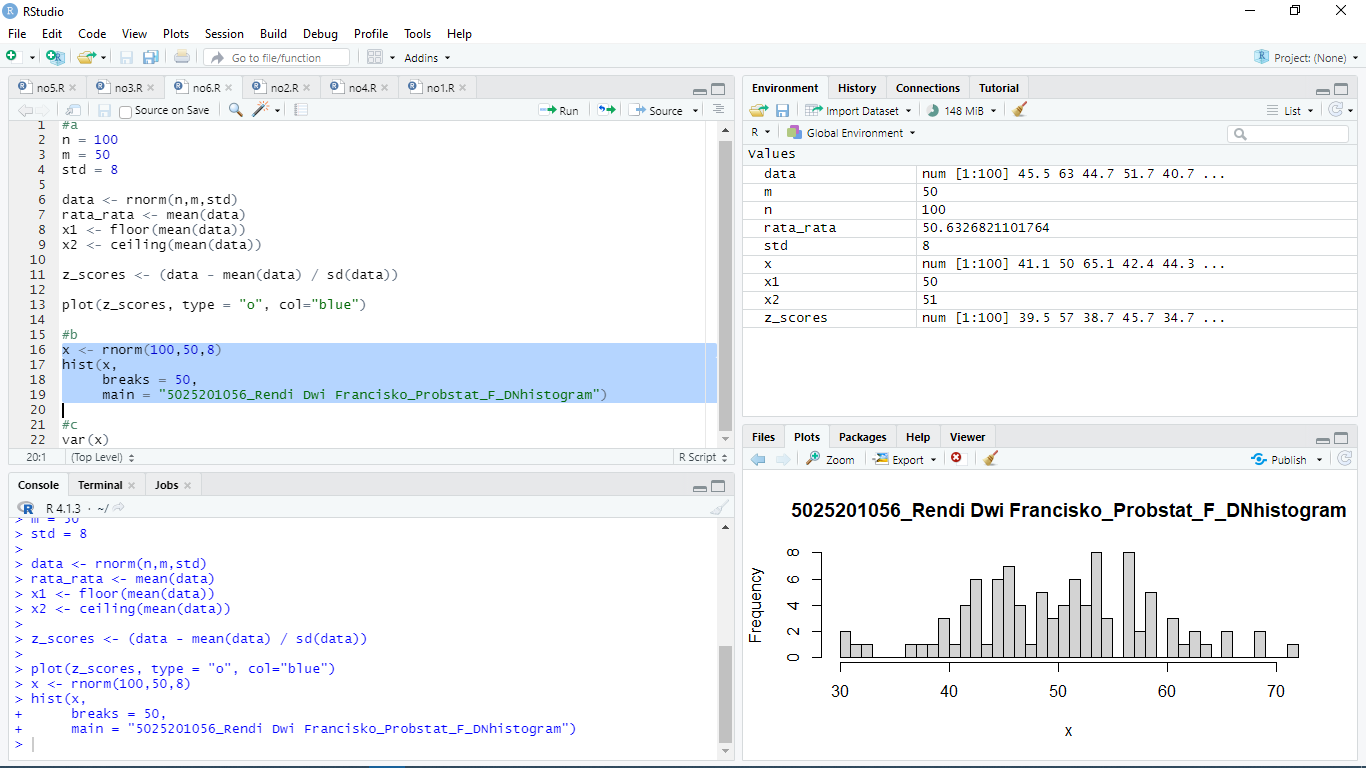 RStudio
File Edit Code View Plots Session Build Debug Profile Tools Help
Go to file/function Addins Project: (None)
no5.R no3.R no6.R no2.R no4.R no1.R
Source on Save Run Source
1 #a
2 n = 100
3 m = 50
4 std = 8
5
6 data <- rnorm(n,m,std)
7 rata_rata <- mean(data)
8 x1 <- floor(mean(data))
9 x2 <- ceiling(mean(data))
10
11 z_scores <- (data - mean(data) / sd(data))
12
13 plot(z_scores, type = "o", col="blue")
14
15 #b
16 x <- rnorm(100,50,8)
17 hist(x,
18 breaks = 50,
19 main = "5025201056_Rendi Dwi Francisko_Probstat_F_DNhistogram")
20
21 #c
22 var(x)
20:1 (Top Level) R Script
Console Terminal Jobs
R 4.1.3 · ~/
> m = 50
> std = 8
>
> data <- rnorm(n,m,std)
> rata_rata <- mean(data)
> x1 <- floor(mean(data))
> x2 <- ceiling(mean(data))
>
> z_scores <- (data - mean(data) / sd(data))
>
> plot(z_scores, type = "o", col="blue")
> x <- rnorm(100,50,8)
> hist(x,
+ breaks = 50,
+ main = "5025201056_Rendi Dwi Francisko_Probstat_F_DNhistogram")
>
Environment History Connections Tutorial
Import Dataset 148 MiB List
R Global Environment
Values
data num [1:100] 45.5 63 44.7 51.7 40.7 ...
m 50
n 100
rata_rata 50.6326821101764
std 8
x num [1:100] 41.1 50 65.1 42.4 44.3 ...
x1 50
x2 51
z_scores num [1:100] 39.5 57 38.7 45.7 34.7 ...
Files Plots Packages Help Viewer
Zoom Export Publish
5025201056_Rendi Dwi Francisko_Probstat_F_DNhistogram
Frequency
8
6
4
2
0
30 40 50 60 70
x